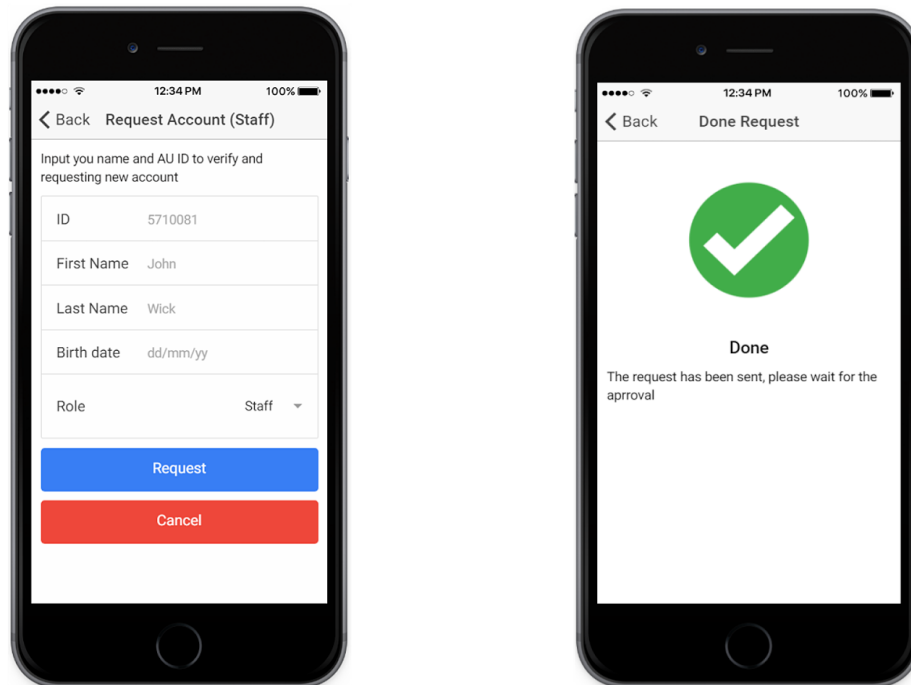 12:34 PM 100%
Back Request Account (Staff)
Input you name and AU ID to verify and
requesting new account
ID 5710081
First Name John
Last Name Wick
Birth date dd/mm/yy
Role Staff
Request
Cancel
12:34 PM 100%
Back Done Request
Done
The request has been sent, please wait for the
aprroval